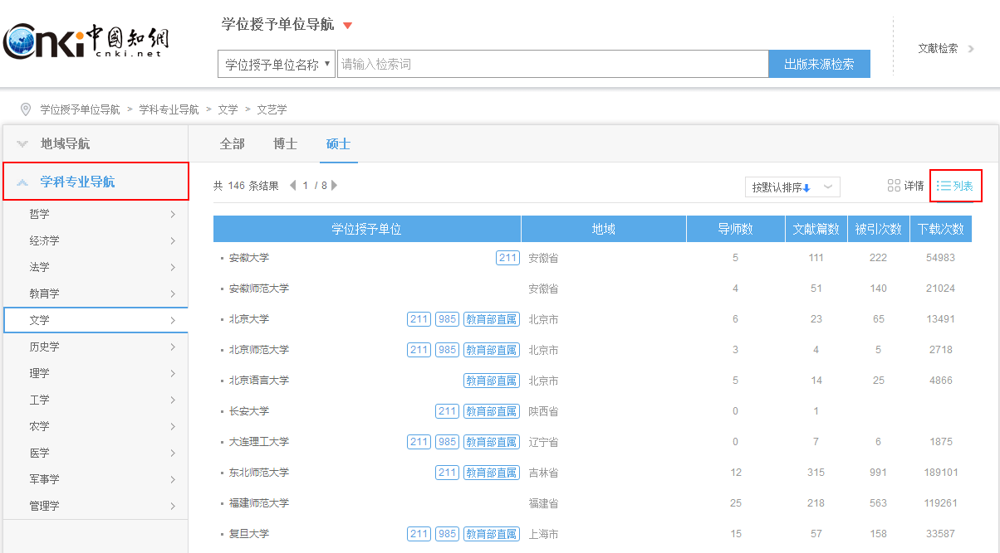 Cnki中國知網
cnki.net
学位授予单位导航
学位授予单位名称 请输入检索词 出版来源检索
文献检索
学位授予单位导航 > 学科专业导航 > 文学 > 文艺学
地域导航
学科专业导航
哲学
经济学
法学
教育学
文学
历史学
理学
工学
农学
医学
军事学
管理学
全部 博士 硕士
共 146 条结果 1 / 8
按默认排序 详情 列表
学位授予单位 地域 导师数 文献篇数 被引次数 下载次数
安徽大学 211 安徽省 5 111 222 54983
安徽师范大学 安徽省 4 51 140 21024
北京大学 211 985 教育部直属 北京市 6 23 65 13491
北京师范大学 211 985 教育部直属 北京市 3 4 5 2718
北京语言大学 教育部直属 北京市 5 14 25 4866
长安大学 211 教育部直属 陕西省 0 1
大连理工大学 211 985 教育部直属 辽宁省 0 7 6 1875
东北师范大学 211 教育部直属 吉林省 12 315 991 189101
福建师范大学 福建省 25 218 563 119261
复旦大学 211 985 教育部直属 上海市 15 57 158 33587